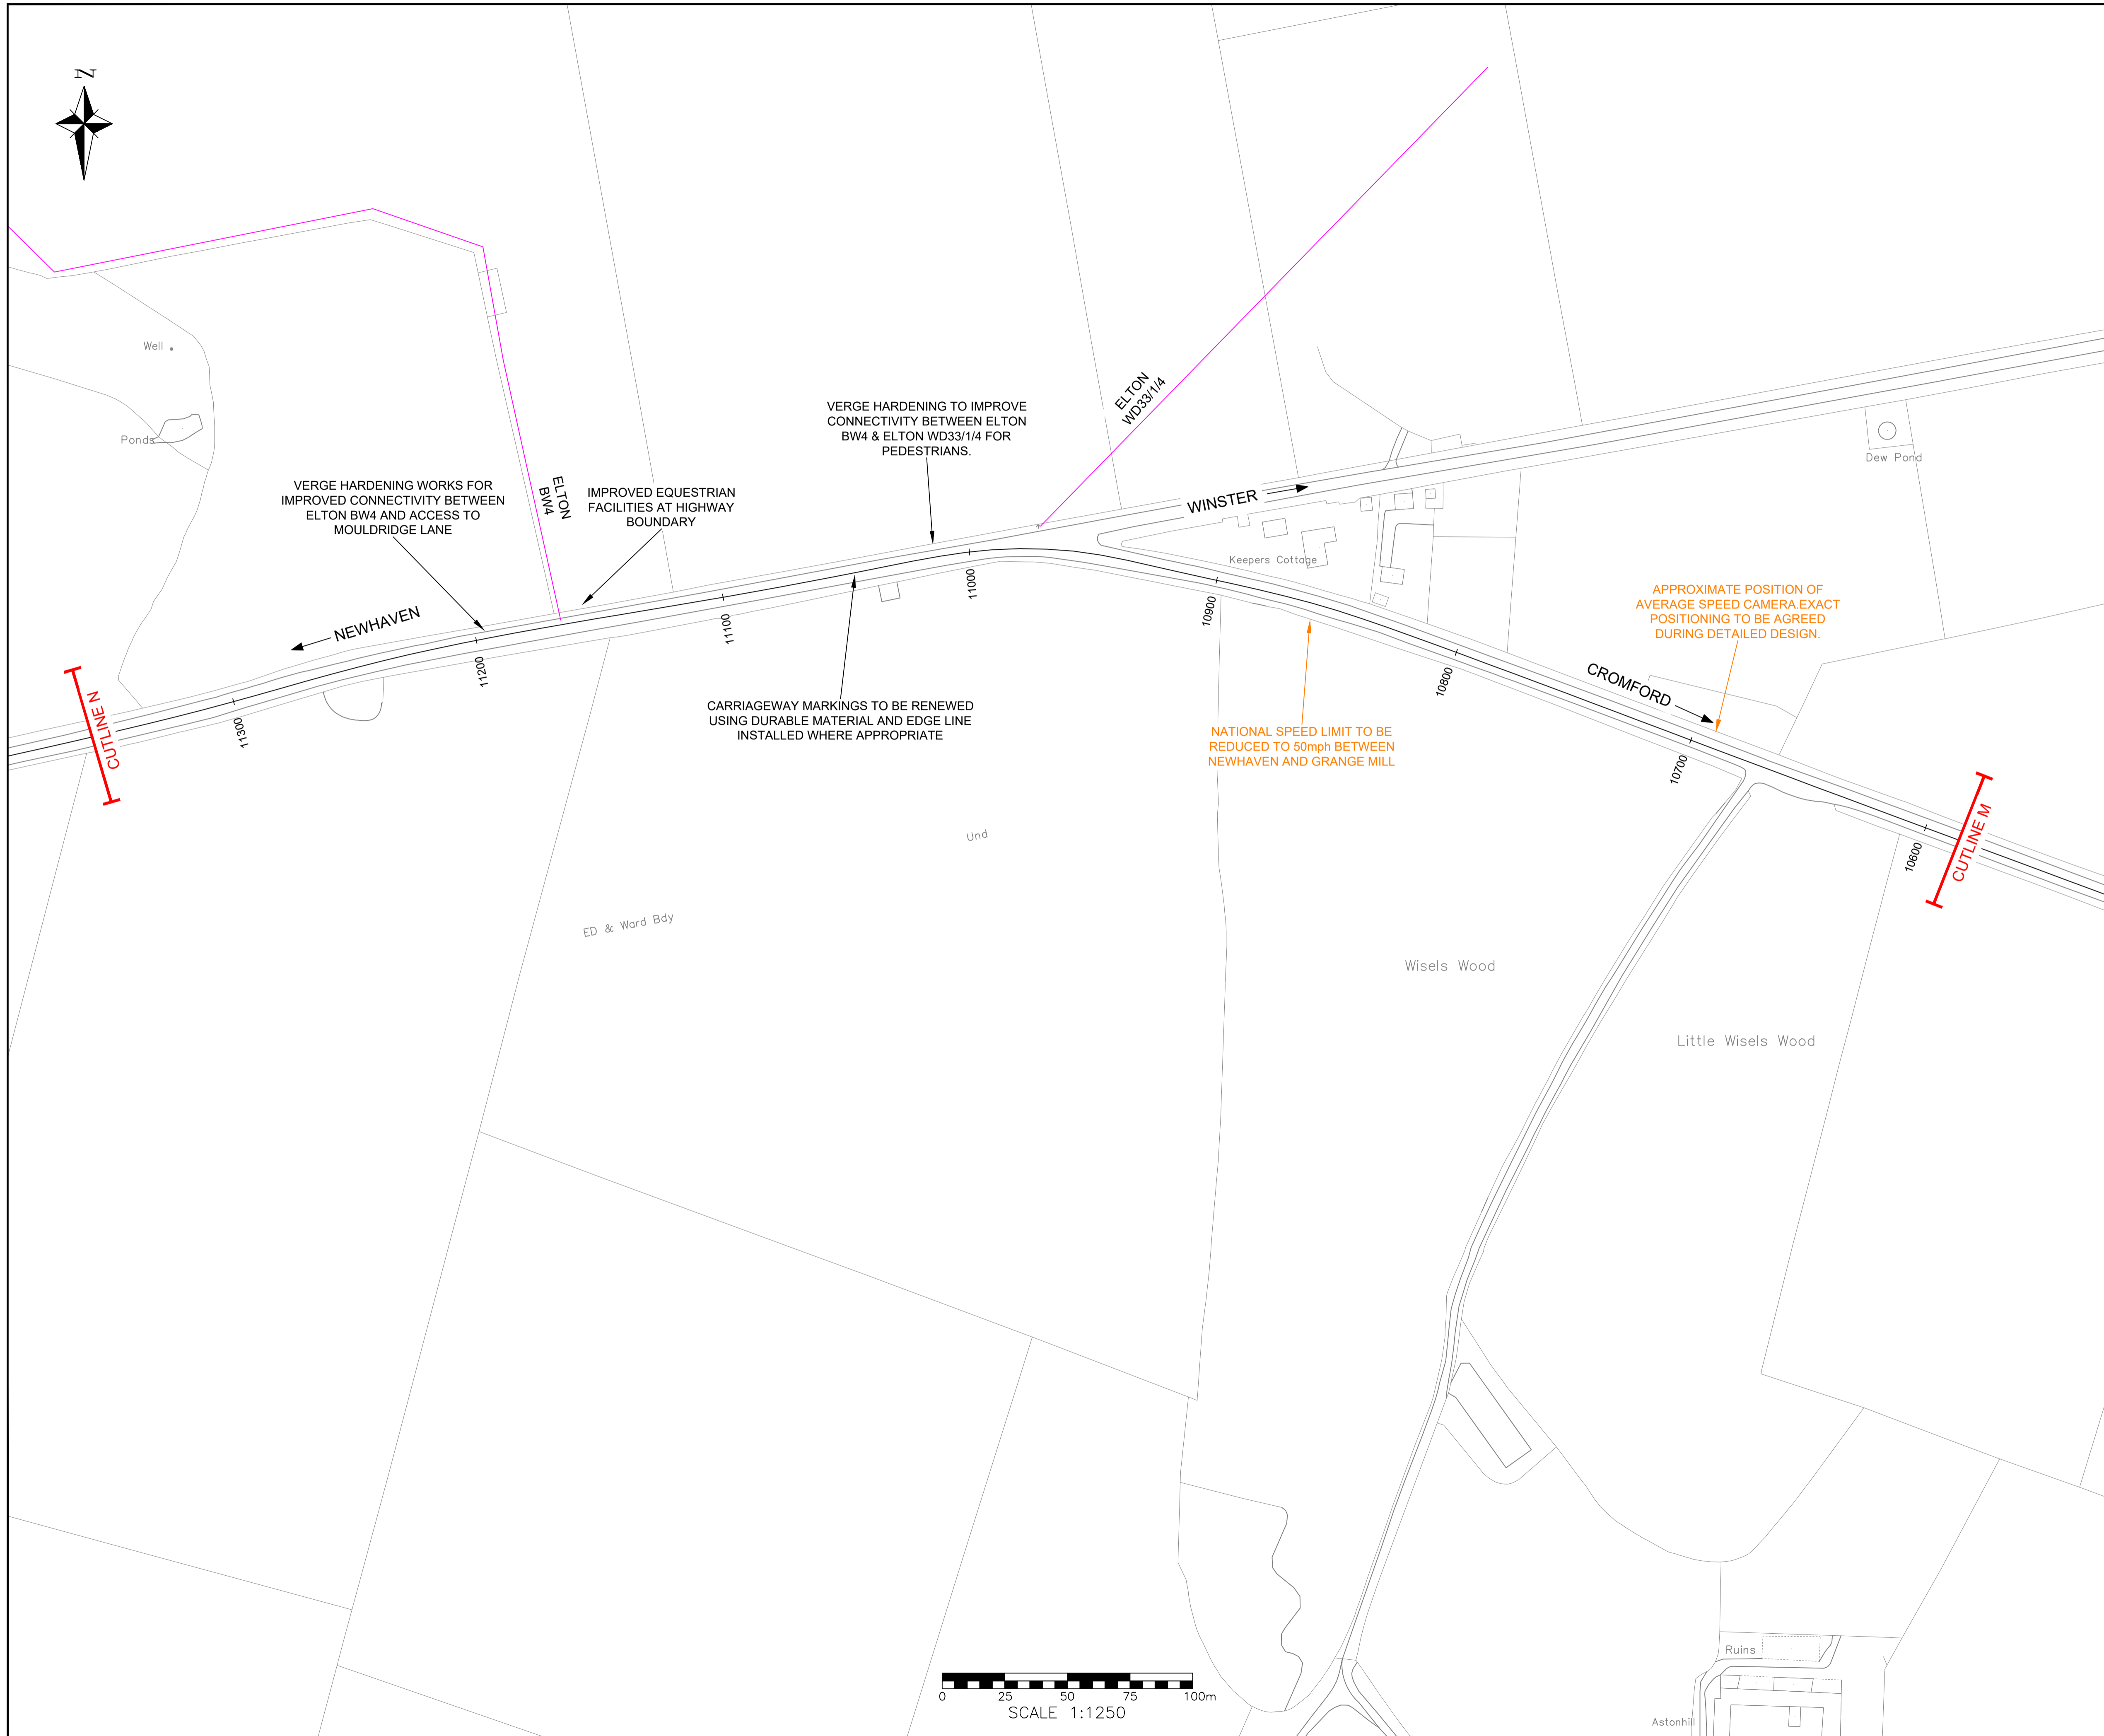 N
Well
Ponds
VERGE HARDENING WORKS FOR
IMPROVED CONNECTIVITY BETWEEN
ELTON BW4 AND ACCESS TO
MOULDRIDGE LANE
ELTON
BW4
IMPROVED EQUESTRIAN
FACILITIES AT HIGHWAY
BOUNDARY
VERGE HARDENING TO IMPROVE
CONNECTIVITY BETWEEN ELTON
BW4 & ELTON WD33/1/4 FOR
PEDESTRIANS.
ELTON
WD33/1/4
WINSTER
Keepers Cottage
Dew Pond
NEWHAVEN
CUTLINE N
11300
11200
11100
11000
10900
10800
10700
10600
CARRIAGEWAY MARKINGS TO BE RENEWED
USING DURABLE MATERIAL AND EDGE LINE
INSTALLED WHERE APPROPRIATE
NATIONAL SPEED LIMIT TO BE
REDUCED TO 50mph BETWEEN
NEWHAVEN AND GRANGE MILL
APPROXIMATE POSITION OF
AVERAGE SPEED CAMERA.EXACT
POSITIONING TO BE AGREED
DURING DETAILED DESIGN.
CROMFORD
CUTLINE M
Und
ED & Ward Bdy
Wisels Wood
Little Wisels Wood
Ruins
Astonhill
0 25 50 75 100m
SCALE 1:1250